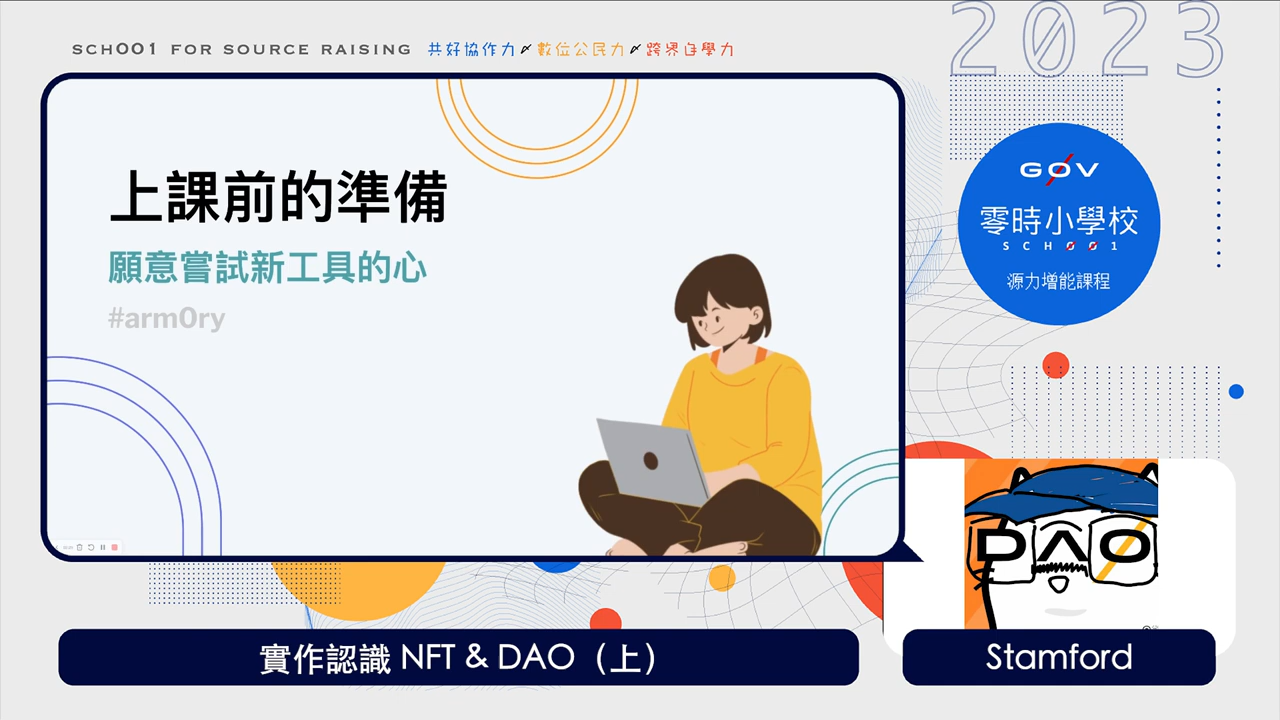 SCH001 FOR SOURCE RAISING 共好協作力 數位公民力 跨界自學力
2023
上課前的準備
願意嘗試新工具的心
#arm0ry
G0V
零時小學校
SCH001
源力增能課程
DAO
實作認識 NFT & DAO（上）
Stamford